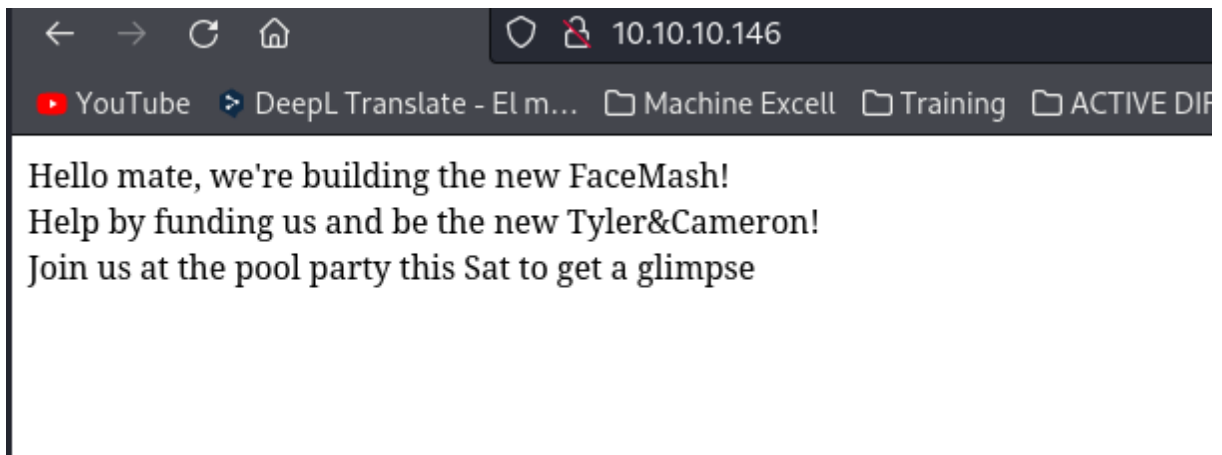 10.10.10.146
YouTube DeepL Translate - El m... Machine Excell Training ACTIVE DIF
Hello mate, we're building the new FaceMash!
Help by funding us and be the new Tyler&Cameron!
Join us at the pool party this Sat to get a glimpse